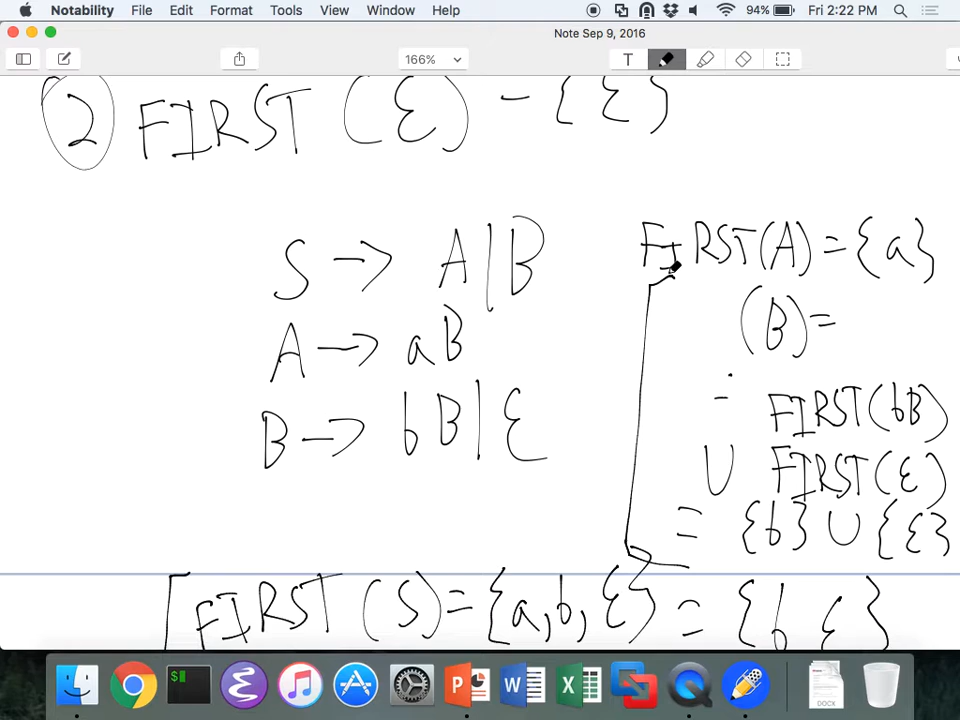 Notability File Edit Format Tools View Window Help 94% Fri 2:22 PM
Note Sep 9, 2016
166% T
2 FIRST (ε) - {ε}
S → A|B
A → aB
B → bB|ε
FIRST(A) = {a}
(B) =
FIRST(bB)
∪ FIRST(ε)
= {b} ∪ {ε}
FIRST (S) = {a, b, ε} = {b ε}
$
DOCX